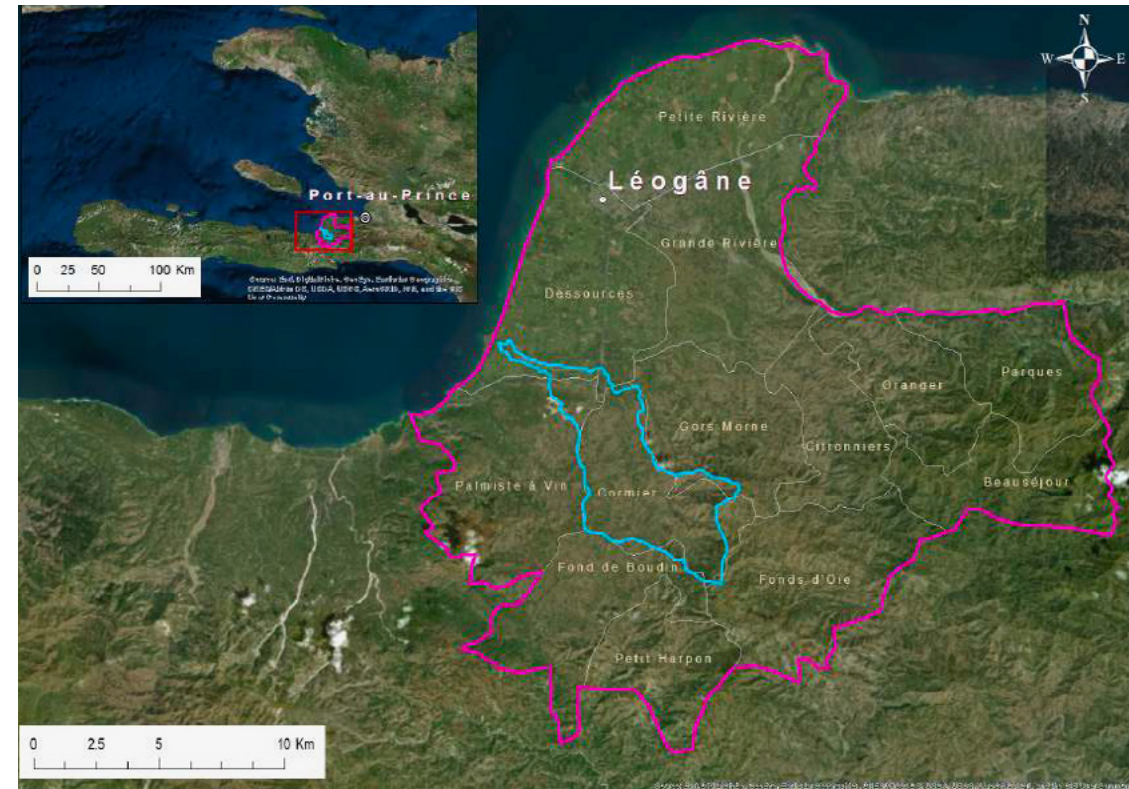 N
W E
S
Petite Rivière
Léogâne
Port-au-Prince
Grande Rivière
0 25 50 100 Km
Dessources
Oranger
Parques
Gors Morne
Citronniers
Palmiste à Vin
Cormier
Beauséjour
Fond de Boudin
Fonds d'Oie
Petit Harpon
0 2.5 5 10 Km